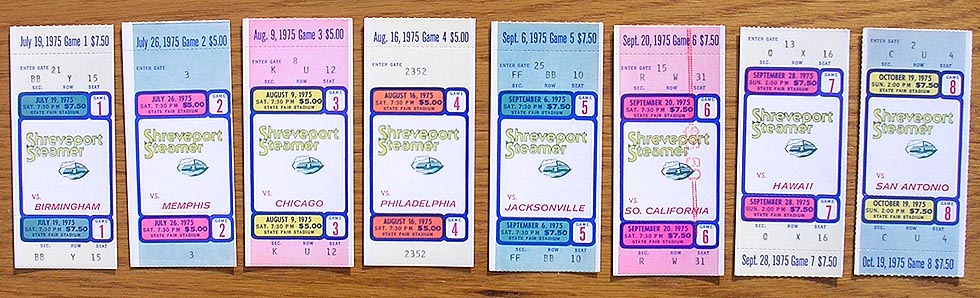 July 19, 1975 Game 1 $7.50
ENTER GATE 21
BB Y 15
SEC. ROW SEAT
JULY 19, 1975
SAT. 7:30 PM $7.50
STATE FAIR STADIUM
GAME
1
Shreveport
Steamer
VS.
BIRMINGHAM
JULY 19, 1975
SAT. 7:30 PM $7.50
STATE FAIR STADIUM
GAME
1
SEC. ROW SEAT
BB Y 15
July 26, 1975 Game 2 $5.00
ENTER GATE
3
JULY 26, 1975
SAT. 7:30 PM $5.00
STATE FAIR STADIUM
GAME
2
Shreveport
Steamer
VS.
MEMPHIS
JULY 26, 1975
SAT. 7:30 PM $5.00
STATE FAIR STADIUM
GAME
2
3
Aug. 9, 1975 Game 3 $5.00
ENTER GATE 8
K U 12
SEC. ROW SEAT
AUGUST 9, 1975
SAT. 7:30 PM $5.00
STATE FAIR STADIUM
GAME
3
Shreveport
Steamer
VS.
CHICAGO
AUGUST 9, 1975
SAT. 7:30 PM $5.00
STATE FAIR STADIUM
GAME
3
SEC. ROW SEAT
K U 12
Aug. 16, 1975 Game 4 $5.00
ENTER GATE
2352
AUGUST 16, 1975
SAT. 7:30 PM $5.00
STATE FAIR STADIUM
GAME
4
Shreveport
Steamer
VS.
PHILADELPHIA
AUGUST 16, 1975
SAT. 7:30 PM $5.00
STATE FAIR STADIUM
GAME
4
2352
Sept. 6, 1975 Game 5 $7.50
ENTER GATE 25
FF BB 10
SEC. ROW SEAT
SEPTEMBER 6, 1975
SAT. 7:30 PM $7.50
STATE FAIR STADIUM
GAME
5
Shreveport
Steamer
VS.
JACKSONVILLE
SEPTEMBER 6, 1975
SAT. 7:30 PM $7.50
STATE FAIR STADIUM
GAME
5
SEC. ROW SEAT
FF BB 10
Sept. 20, 1975 Game 6 $7.50
ENTER GATE 15
R W 31
SEC. ROW SEAT
SEPTEMBER 20, 1975
SAT. 7:30 PM $7.50
STATE FAIR STADIUM
GAME
6
Shreveport
Steamer
VS.
SO. CALIFORNIA
SEPTEMBER 20, 1975
SAT. 7:30 PM $7.50
STATE FAIR STADIUM
GAME
6
SEC. ROW SEAT
R W 31
13
ENTER GATE Q X 16
SEC. ROW SEAT
SEPTEMBER 28, 1975
SUN. 2:00 PM $7.50
STATE FAIR STADIUM
GAME
7
Shreveport
Steamer
VS.
HAWAII
SEPTEMBER 28, 1975
SUN. 2:00 PM $7.50
STATE FAIR STADIUM
GAME
7
SEC. ROW SEAT
Q X 16
Sept. 28, 1975 Game 7 $7.50
2
ENTER GATE C U 4
SEC. ROW SEAT
OCTOBER 19, 1975
SUN. 2:00 PM $7.50
STATE FAIR STADIUM
GAME
8
Shreveport
Steamer
VS.
SAN ANTONIO
OCTOBER 19, 1975
SUN. 2:00 PM $7.50
STATE FAIR STADIUM
GAME
8
SEC. ROW SEAT
C U 4
Oct. 19, 1975 Game 8 $7.50